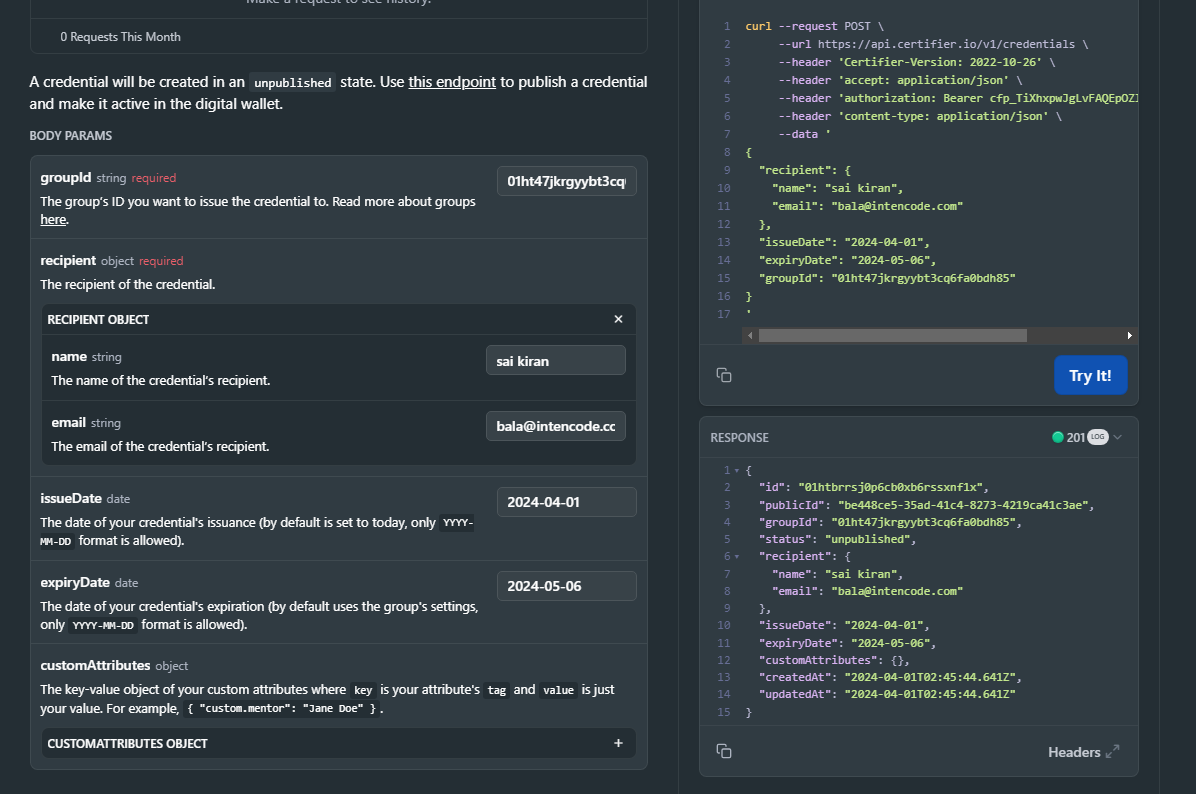 Make a request to see history.
0 Requests This Month
A credential will be created in an unpublished state. Use this endpoint to publish a credential
and make it active in the digital wallet.
BODY PARAMS
groupId string required
01ht47jkrgyybt3cq
The group's ID you want to issue the credential to. Read more about groups
here.
recipient object required
The recipient of the credential.
RECIPIENT OBJECT
name string
sai kiran
The name of the credential's recipient.
email string
bala@intencode.cc
The email of the credential's recipient.
issueDate date
2024-04-01
The date of your credential's issuance (by default is set to today, only YYYY-
MM-DD format is allowed).
expiryDate date
2024-05-06
The date of your credential's expiration (by default uses the group's settings,
only YYYY-MM-DD format is allowed).
customAttributes object
The key-value object of your custom attributes where key is your attribute's tag and value is just
your value. For example, { "custom.mentor": "Jane Doe" }.
CUSTOMATTRIBUTES OBJECT +
1 curl --request POST \
2 --url https://api.certifier.io/v1/credentials \
3 --header 'Certifier-Version: 2022-10-26' \
4 --header 'accept: application/json' \
5 --header 'authorization: Bearer cfp_TiXhxpwJgLvFAQEpOZI
6 --header 'content-type: application/json' \
7 --data '
8 {
9 "recipient": {
10 "name": "sai kiran",
11 "email": "bala@intencode.com"
12 },
13 "issueDate": "2024-04-01",
14 "expiryDate": "2024-05-06",
15 "groupId": "01ht47jkrgyybt3cq6fa0bdh85"
16 }
17 '
Try It!
RESPONSE
201 LOG
1 {
2 "id": "01htbrrsj0p6cb0xb6rssxnf1x",
3 "publicId": "be448ce5-35ad-41c4-8273-4219ca41c3ae",
4 "groupId": "01ht47jkrgyybt3cq6fa0bdh85",
5 "status": "unpublished",
6 "recipient": {
7 "name": "sai kiran",
8 "email": "bala@intencode.com"
9 },
10 "issueDate": "2024-04-01",
11 "expiryDate": "2024-05-06",
12 "customAttributes": {},
13 "createdAt": "2024-04-01T02:45:44.641Z",
14 "updatedAt": "2024-04-01T02:45:44.641Z"
15 }
Headers